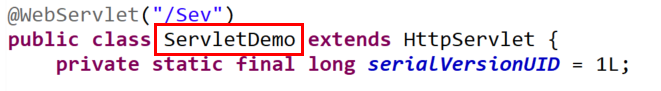 @WebServlet("/Sev")
public class ServletDemo extends HttpServlet {
private static final long serialVersionUID = 1L;